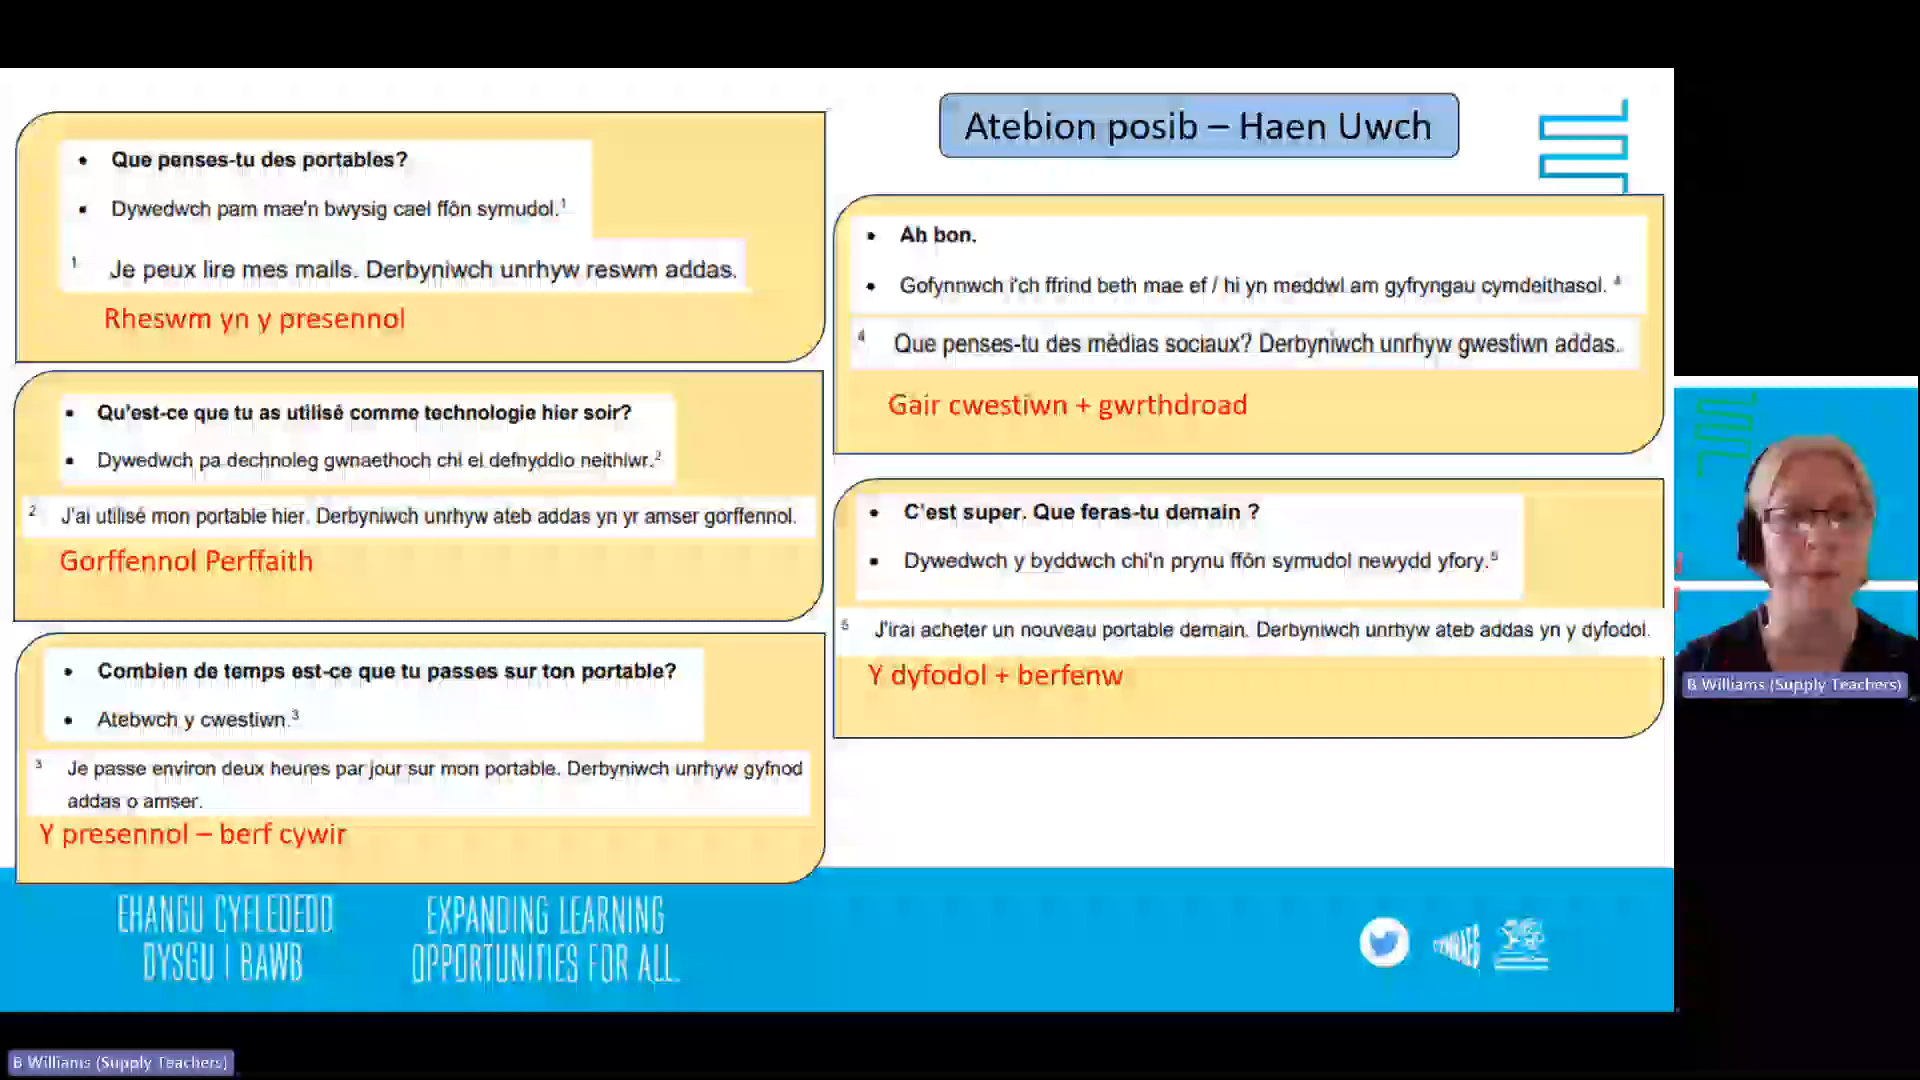 Atebion posib – Haen Uwch
• Que penses-tu des portables?
• Dywedwch pam mae'n bwysig cael ffôn symudol.¹
¹ Je peux lire mes mails. Derbyniwch unrhyw reswm addas.
Rheswm yn y presennol
• Qu'est-ce que tu as utilisé comme technologie hier soir?
• Dywedwch pa dechnoleg gwnaethoch chi ei defnyddio neithiwr.²
² J'ai utilisé mon portable hier. Derbyniwch unrhyw ateb addas yn yr amser gorffennol.
Gorffennol Perffaith
• Combien de temps est-ce que tu passes sur ton portable?
• Atebwch y cwestiwn.³
³ Je passe environ deux heures par jour sur mon portable. Derbyniwch unrhyw gyfnod
addas o amser.
Y presennol – berf cywir
• Ah bon.
• Gofynnwch i'ch ffrind beth mae ef / hi yn meddwl am gyfryngau cymdeithasol. ⁴
⁴ Que penses-tu des médias sociaux? Derbyniwch unrhyw gwestiwn addas.
Gair cwestiwn + gwrthdroad
• C'est super. Que feras-tu demain ?
• Dywedwch y byddwch chi'n prynu ffôn symudol newydd yfory.⁵
⁵ J'irai acheter un nouveau portable demain. Derbyniwch unrhyw ateb addas yn y dyfodol.
Y dyfodol + berfenw
EHANGU CYFLEOEDD
DYSGU I BAWB
EXPANDING LEARNING
OPPORTUNITIES FOR ALL
CYMRAEG
B Williams (Supply Teachers)
B Williams (Supply Teachers)